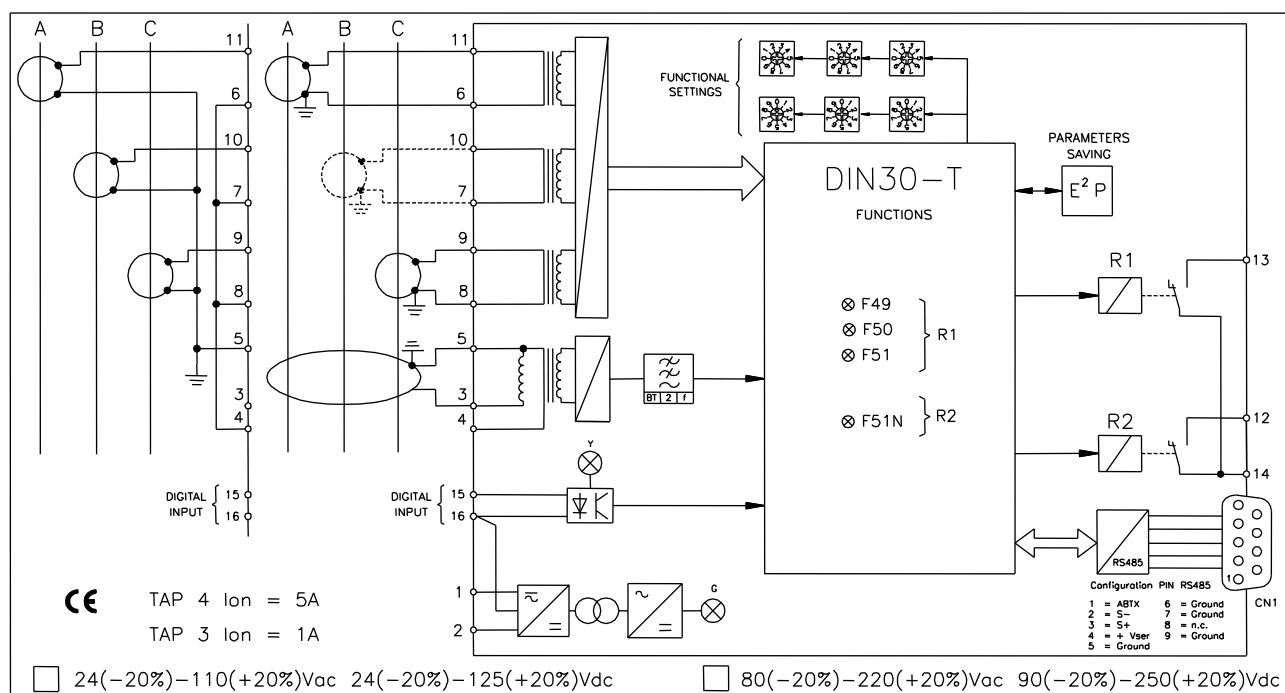 A B C
A B C
11
6
10
7
9
8
5
3
4
DIGITAL
INPUT
15
16
11
6
10
7
9
8
5
3
4
DIGITAL
INPUT
15
16
1
2
Y
G
BT 2 f
FUNCTIONAL
SETTINGS
DIN30-T
FUNCTIONS
F49
F50
F51
R1
F51N
R2
PARAMETERS
SAVING
E² P
R1
13
R2
12
14
RS485
1
CN1
Configuration PIN RS485
1 = ABTX 6 = Ground
2 = S- 7 = Ground
3 = S+ 8 = n.c.
4 = + Vser 9 = Ground
5 = Ground
CE TAP 4 Ion = 5A
TAP 3 Ion = 1A
24(-20%)-110(+20%)Vac 24(-20%)-125(+20%)Vdc
80(-20%)-220(+20%)Vac 90(-20%)-250(+20%)Vdc